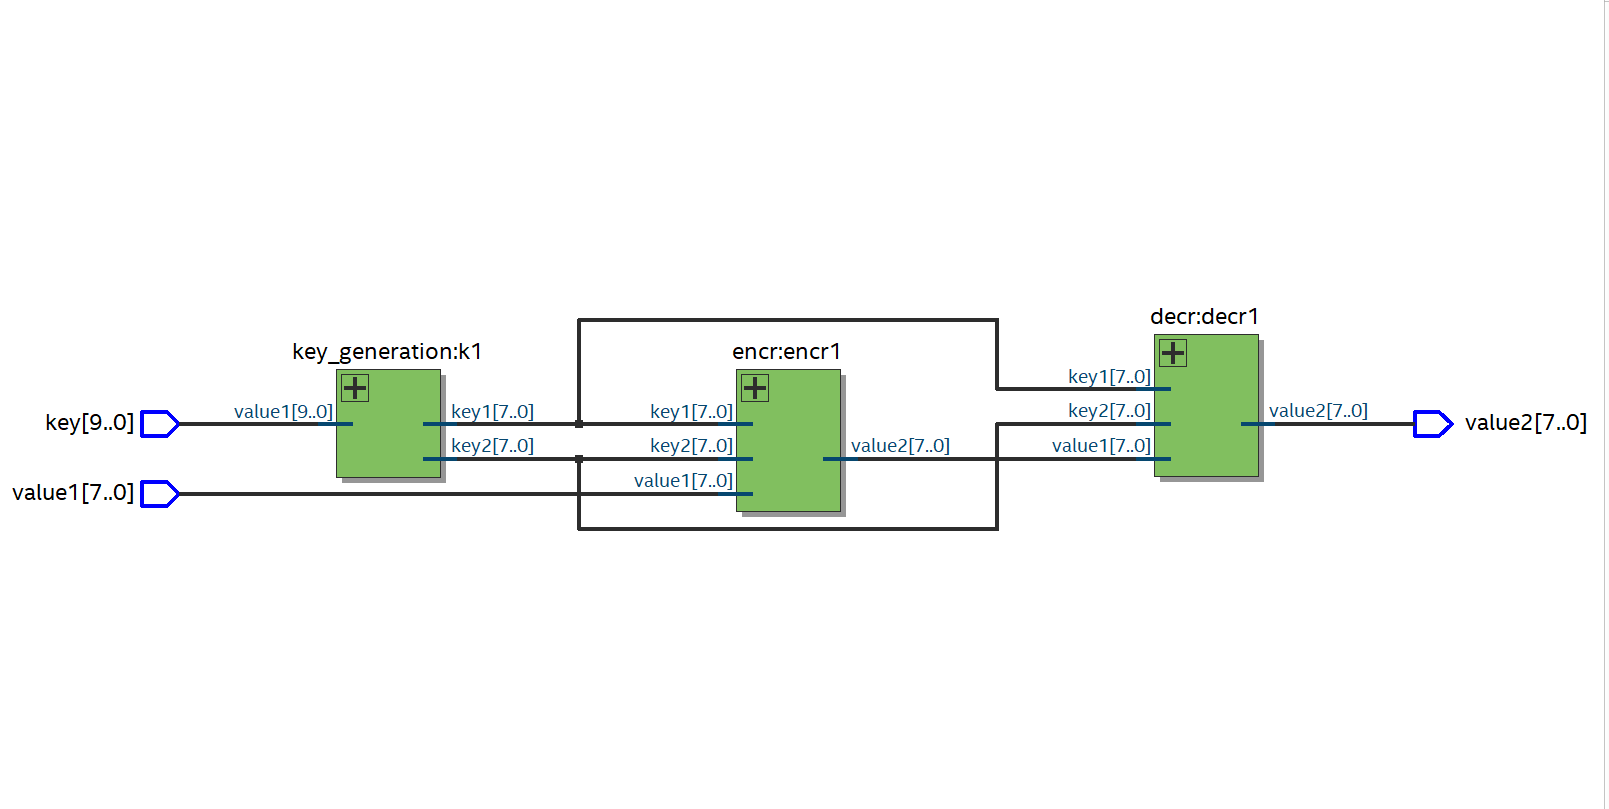 decr:decr1
key_generation:k1
encr:encr1
key1[7..0]
key[9..0]
value1[9..0]
key1[7..0]
key1[7..0]
key2[7..0]
value2[7..0]
value2[7..0]
key2[7..0]
key2[7..0]
value2[7..0]
value1[7..0]
value1[7..0]
value1[7..0]